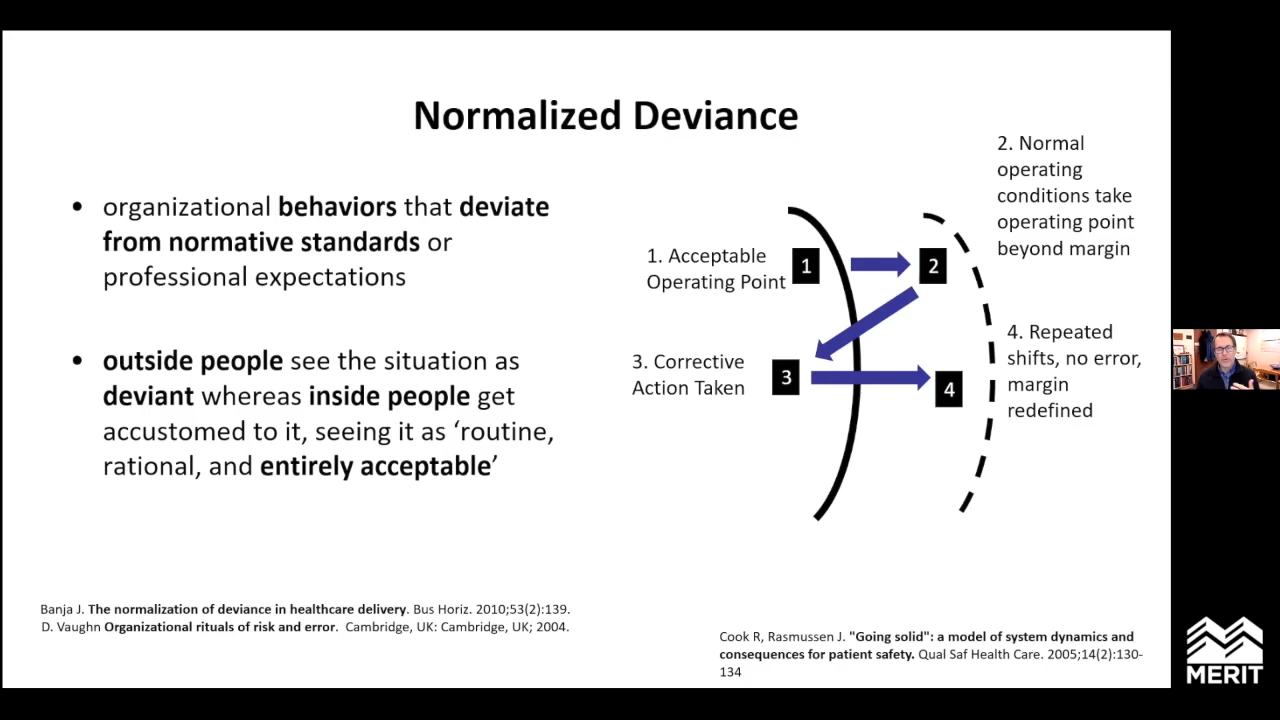 Normalized Deviance
• organizational behaviors that deviate
from normative standards or
professional expectations
• outside people see the situation as
deviant whereas inside people get
accustomed to it, seeing it as ‘routine,
rational, and entirely acceptable’
1. Acceptable
Operating Point
1
2
2. Normal
operating
conditions take
operating point
beyond margin
3. Corrective
Action Taken
3
4
4. Repeated
shifts, no error,
margin
redefined
Banja J. The normalization of deviance in healthcare delivery. Bus Horiz. 2010;53(2):139.
D. Vaughn Organizational rituals of risk and error. Cambridge, UK: Cambridge, UK; 2004.
Cook R, Rasmussen J. "Going solid": a model of system dynamics and
consequences for patient safety. Qual Saf Health Care. 2005;14(2):130-
134
MERIT